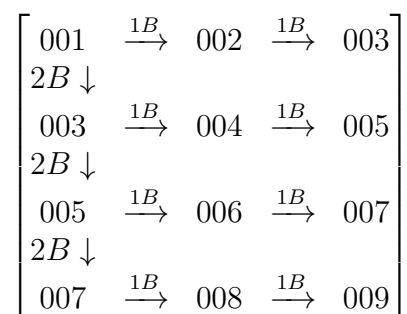 001 1B→ 002 1B→ 003
2B ↓
003 1B→ 004 1B→ 005
2B ↓
005 1B→ 006 1B→ 007
2B ↓
007 1B→ 008 1B→ 009